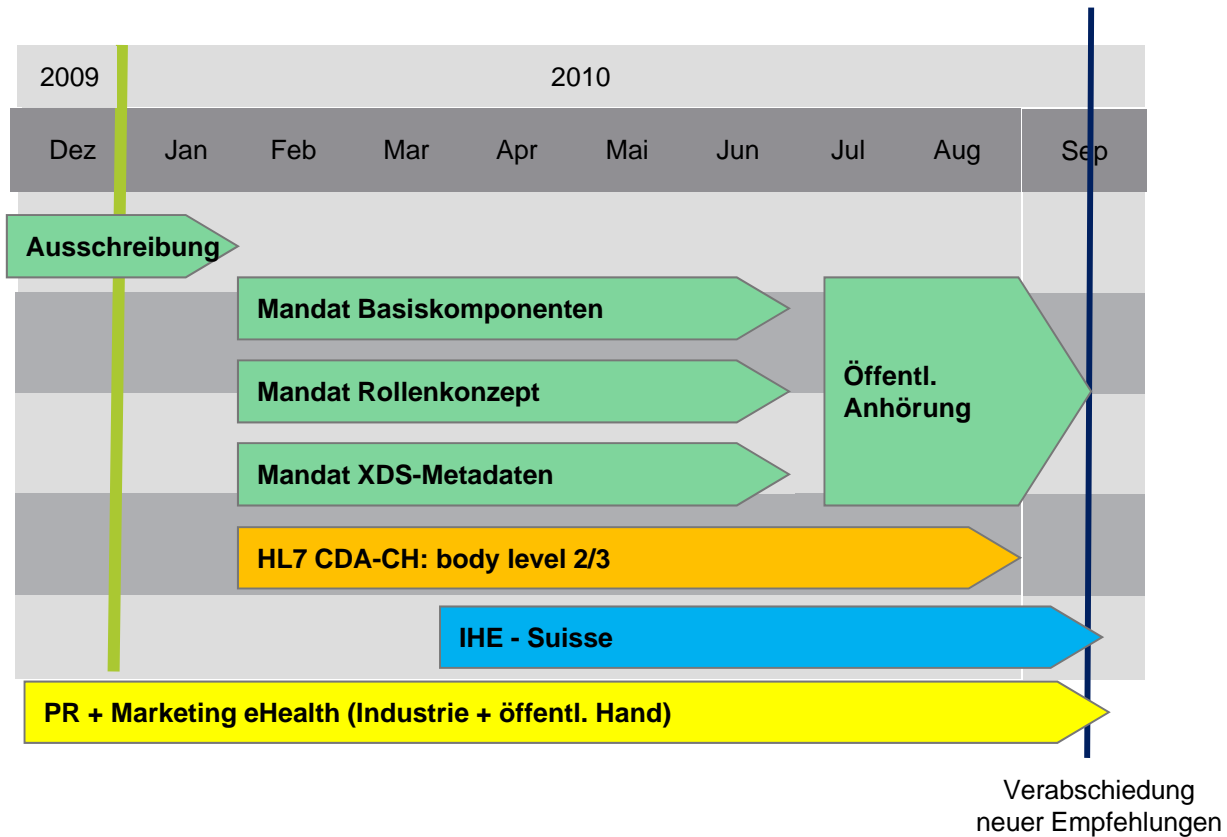 2009 2010
Dez Jan Feb Mar Apr Mai Jun Jul Aug Sep
Ausschreibung
Mandat Basiskomponenten
Mandat Rollenkonzept
Öffentl.
Anhörung
Mandat XDS-Metadaten
HL7 CDA-CH: body level 2/3
IHE - Suisse
PR + Marketing eHealth (Industrie + öffentl. Hand)
Verabschiedung
neuer Empfehlungen